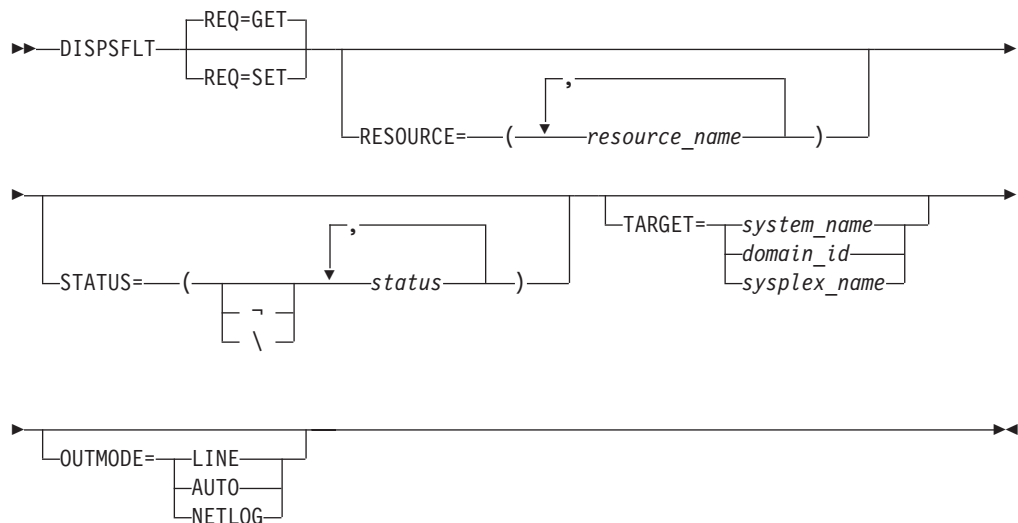 REQ=GET
DISPSFLT
REQ=SET
,
RESOURCE= ( resource_name )
,
STATUS= ( status )
¬
\
TARGET= system_name
domain_id
sysplex_name
OUTMODE= LINE
AUTO
NETLOG